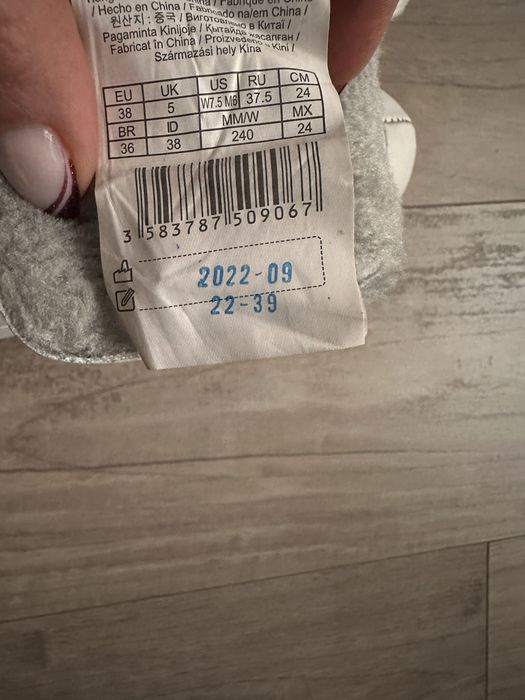 / Hecho en China / Fabricado na/em China /
원산지 : 중국 / Виготовлено в Китаї /
Pagaminta Kinijoje / Қытайда жасалған /
Fabricat în China / Proizvedeno u Kini /
Származási hely Kína
EU UK US RU CM
38 5 W7.5 M6 37.5 24
BR ID MM/W MX
36 38 240 24
3 583787 509067
2022-09
22-39